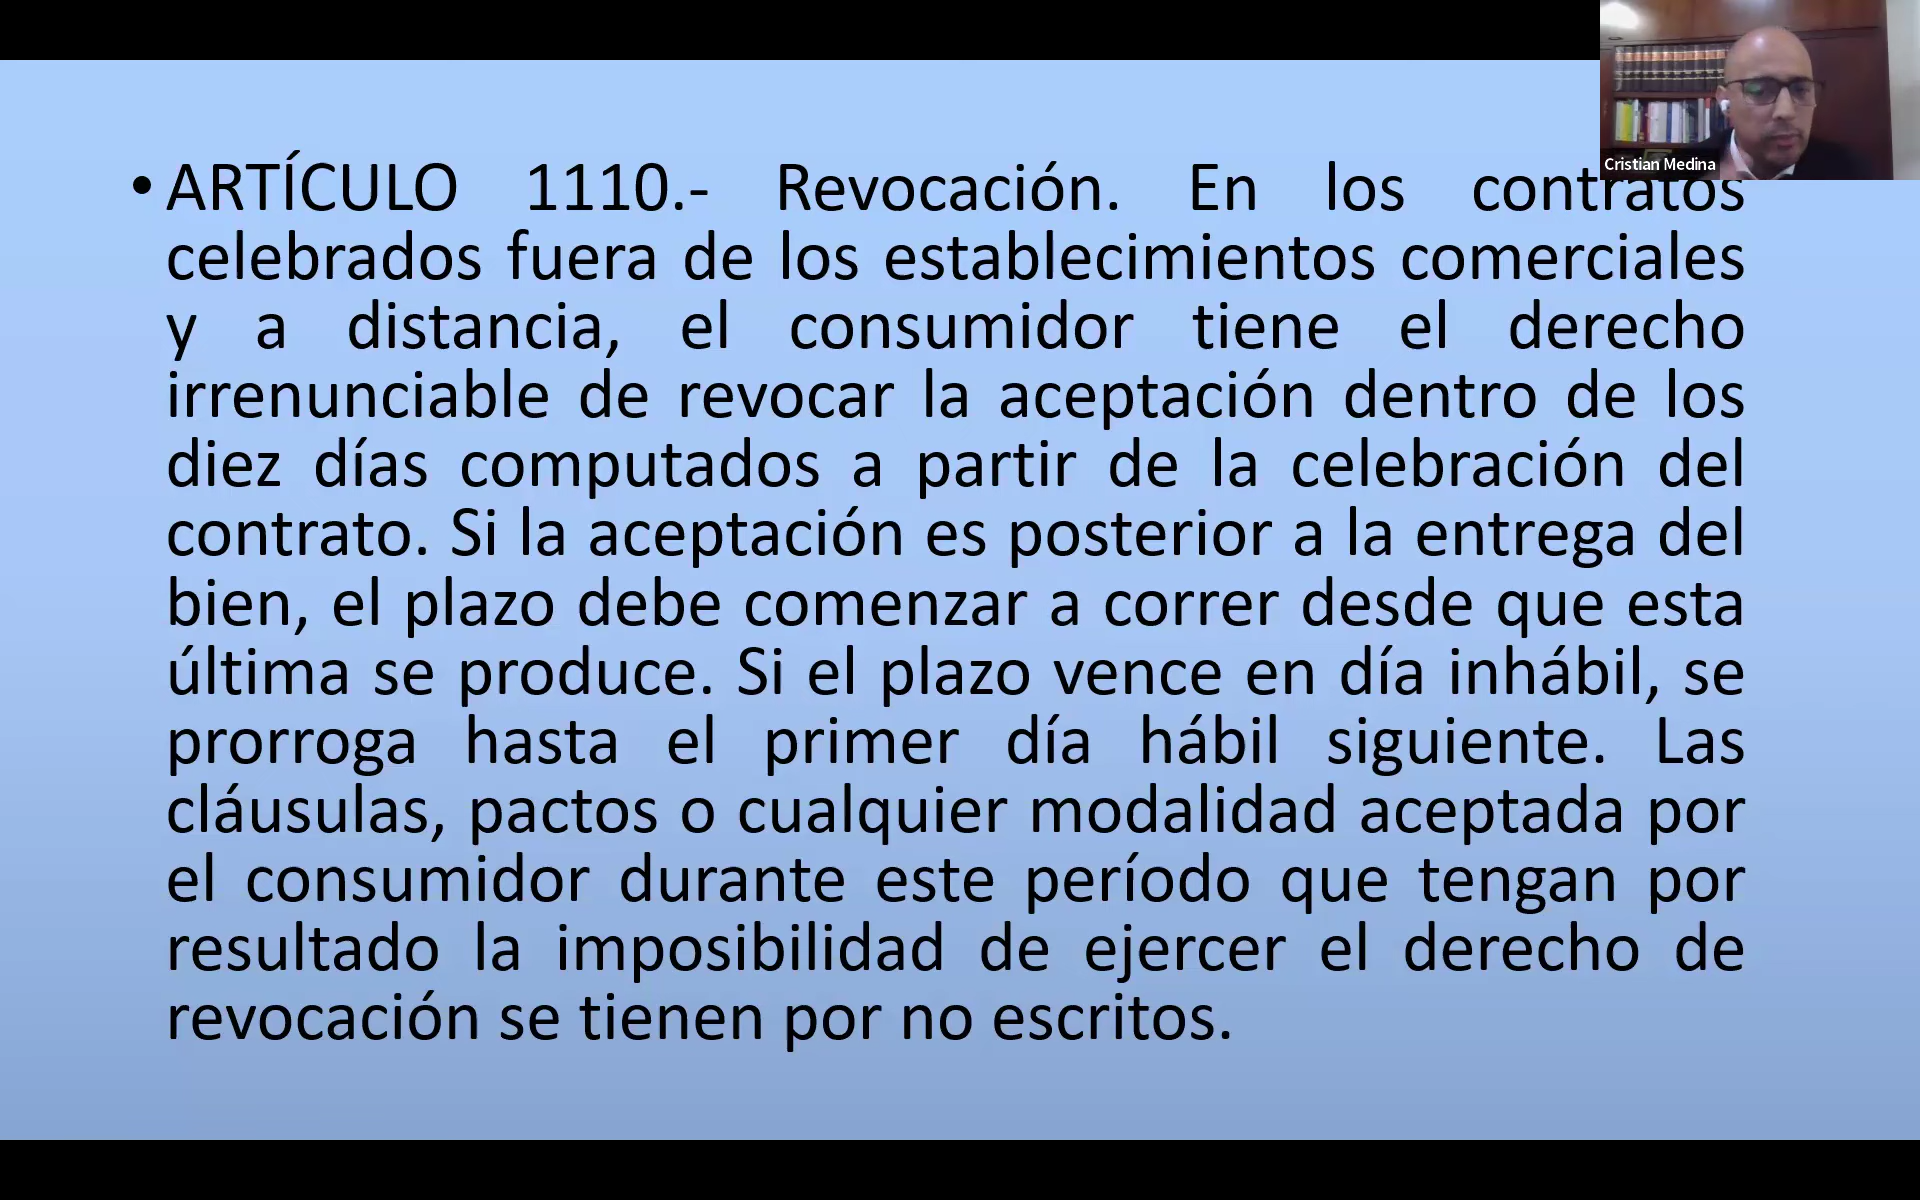 Cristian Medina
• ARTÍCULO 1110.- Revocación. En los contratos
celebrados fuera de los establecimientos comerciales
y a distancia, el consumidor tiene el derecho
irrenunciable de revocar la aceptación dentro de los
diez días computados a partir de la celebración del
contrato. Si la aceptación es posterior a la entrega del
bien, el plazo debe comenzar a correr desde que esta
última se produce. Si el plazo vence en día inhábil, se
prorroga hasta el primer día hábil siguiente. Las
cláusulas, pactos o cualquier modalidad aceptada por
el consumidor durante este período que tengan por
resultado la imposibilidad de ejercer el derecho de
revocación se tienen por no escritos.